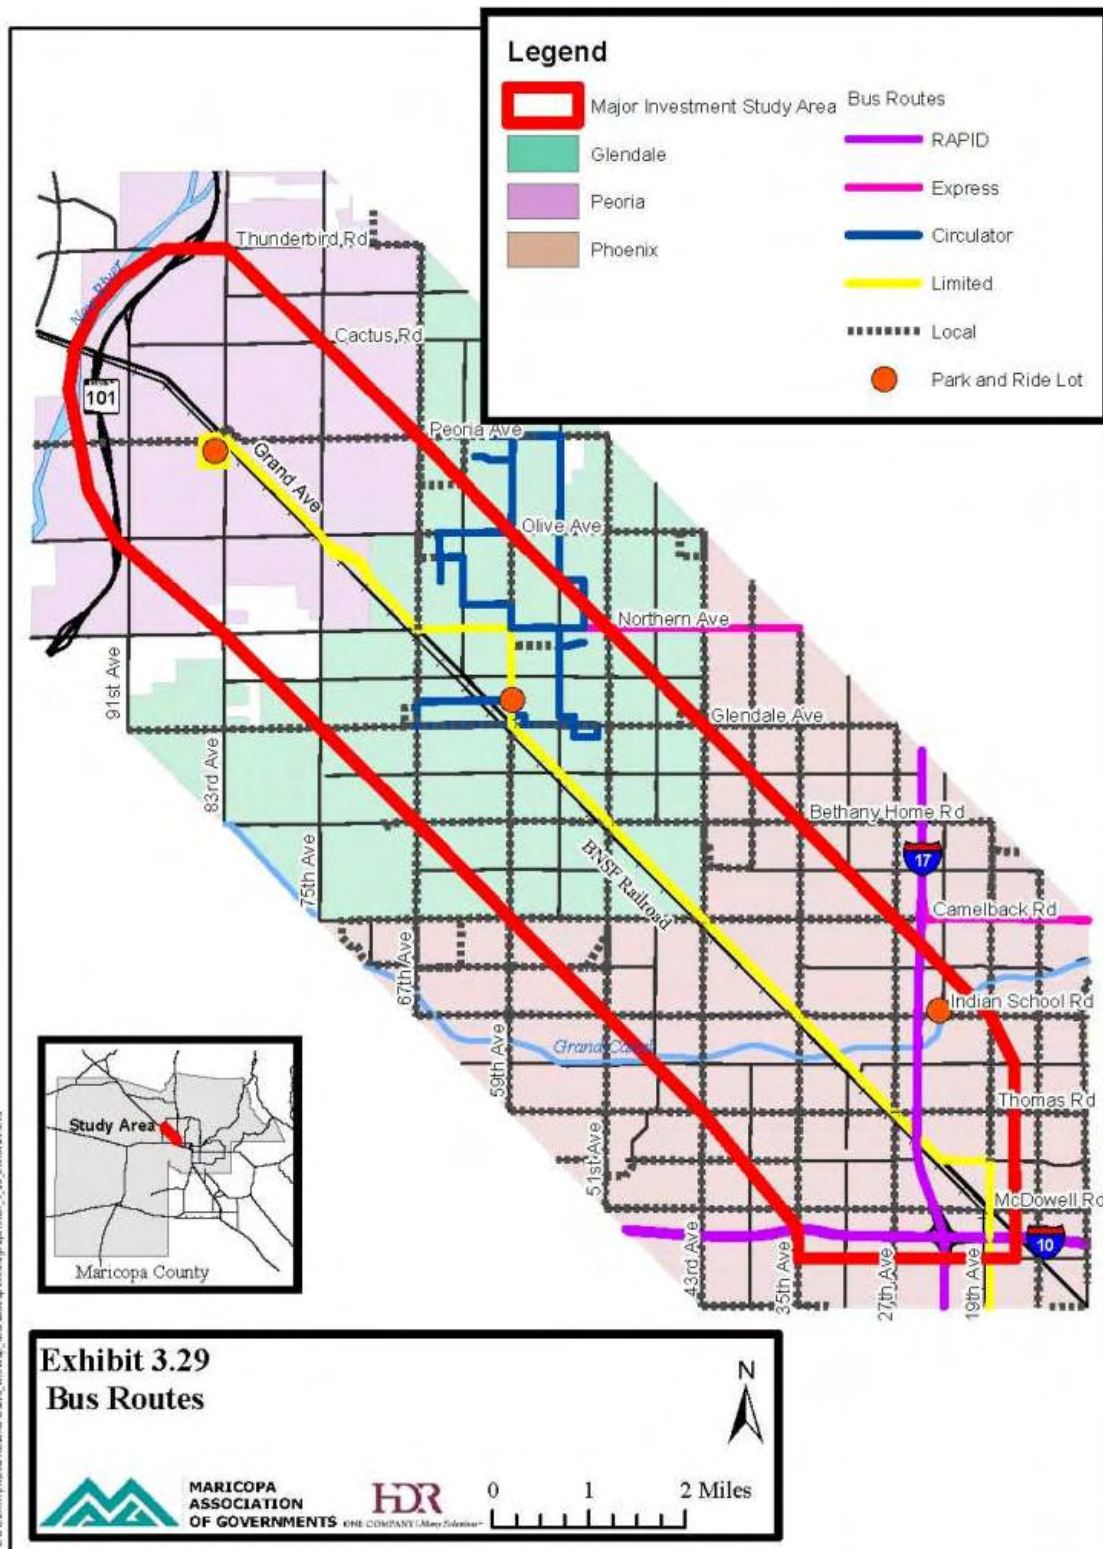 Legend
Major Investment Study Area
Glendale
Peoria
Phoenix
Bus Routes
RAPID
Express
Circulator
Limited
Local
Park and Ride Lot
Thunderbird Rd
New River
Cactus Rd
101
Peoria Ave
Grand Ave
Olive Ave
Northern Ave
91st Ave
Glendale Ave
83rd Ave
Bethany Home Rd
17
75th Ave
BNSF Railroad
Camelback Rd
67th Ave
Indian School Rd
Grand Canal
59th Ave
Thomas Rd
51st Ave
McDowell Rd
10
43rd Ave
35th Ave
27th Ave
19th Ave
Study Area
Maricopa County
Exhibit 3.29
Bus Routes
N
MARICOPA
ASSOCIATION
OF GOVERNMENTS
HDR
ONE COMPANY | Many Solutions
0 1 2 Miles